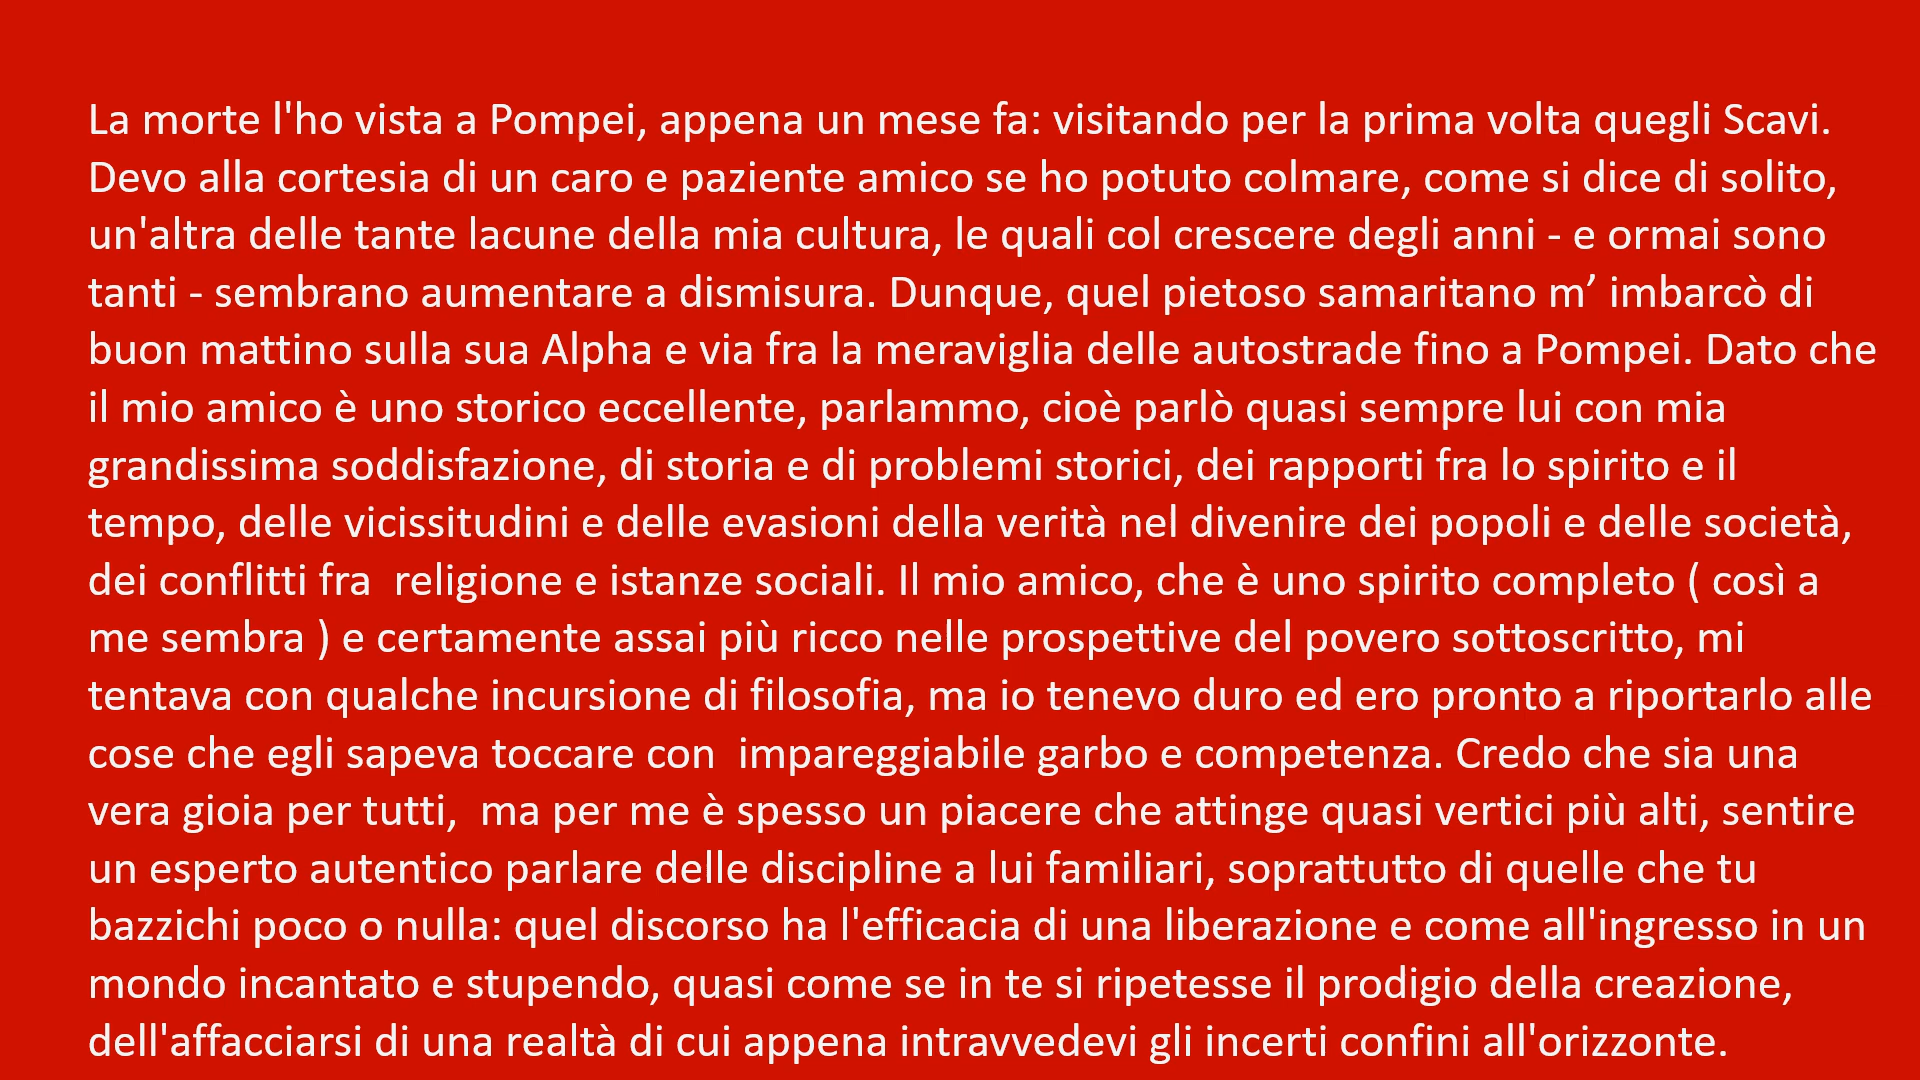 La morte l'ho vista a Pompei, appena un mese fa: visitando per la prima volta quegli Scavi.
Devo alla cortesia di un caro e paziente amico se ho potuto colmare, come si dice di solito,
un'altra delle tante lacune della mia cultura, le quali col crescere degli anni - e ormai sono
tanti - sembrano aumentare a dismisura. Dunque, quel pietoso samaritano m’ imbarcò di
buon mattino sulla sua Alpha e via fra la meraviglia delle autostrade fino a Pompei. Dato che
il mio amico è uno storico eccellente, parlammo, cioè parlò quasi sempre lui con mia
grandissima soddisfazione, di storia e di problemi storici, dei rapporti fra lo spirito e il
tempo, delle vicissitudini e delle evasioni della verità nel divenire dei popoli e delle società,
dei conflitti fra  religione e istanze sociali. Il mio amico, che è uno spirito completo ( così a
me sembra ) e certamente assai più ricco nelle prospettive del povero sottoscritto, mi
tentava con qualche incursione di filosofia, ma io tenevo duro ed ero pronto a riportarlo alle
cose che egli sapeva toccare con  impareggiabile garbo e competenza. Credo che sia una
vera gioia per tutti,  ma per me è spesso un piacere che attinge quasi vertici più alti, sentire
un esperto autentico parlare delle discipline a lui familiari, soprattutto di quelle che tu
bazzichi poco o nulla: quel discorso ha l'efficacia di una liberazione e come all'ingresso in un
mondo incantato e stupendo, quasi come se in te si ripetesse il prodigio della creazione,
dell'affacciarsi di una realtà di cui appena intravvedevi gli incerti confini all'orizzonte.